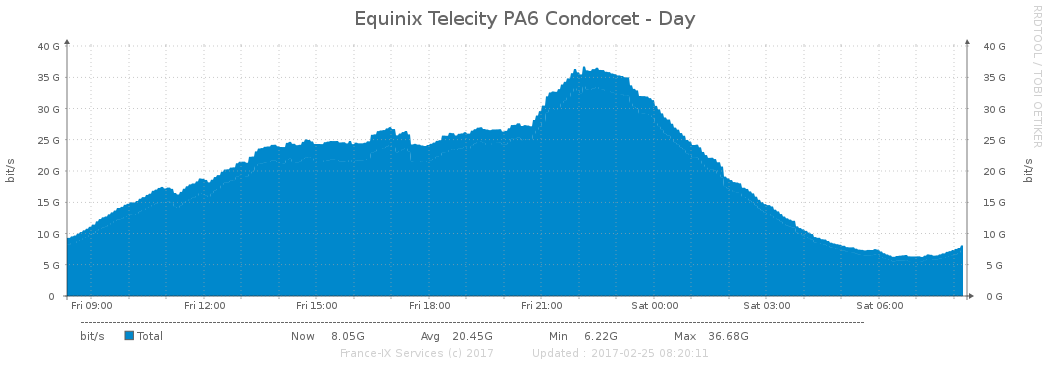 Equinix Telecity PA6 Condorcet - Day
RRDTOOL / TOBI OETIKER
bit/s
40 G
35 G
30 G
25 G
20 G
15 G
10 G
5 G
0
40 G
35 G
30 G
25 G
20 G
15 G
10 G
5 G
0 G
bit/s
Fri 09:00 Fri 12:00 Fri 15:00 Fri 18:00 Fri 21:00 Sat 00:00 Sat 03:00 Sat 06:00
bit/s Total Now 8.05G Avg 20.45G Min 6.22G Max 36.68G
France-IX Services (c) 2017 Updated : 2017-02-25 08:20:11